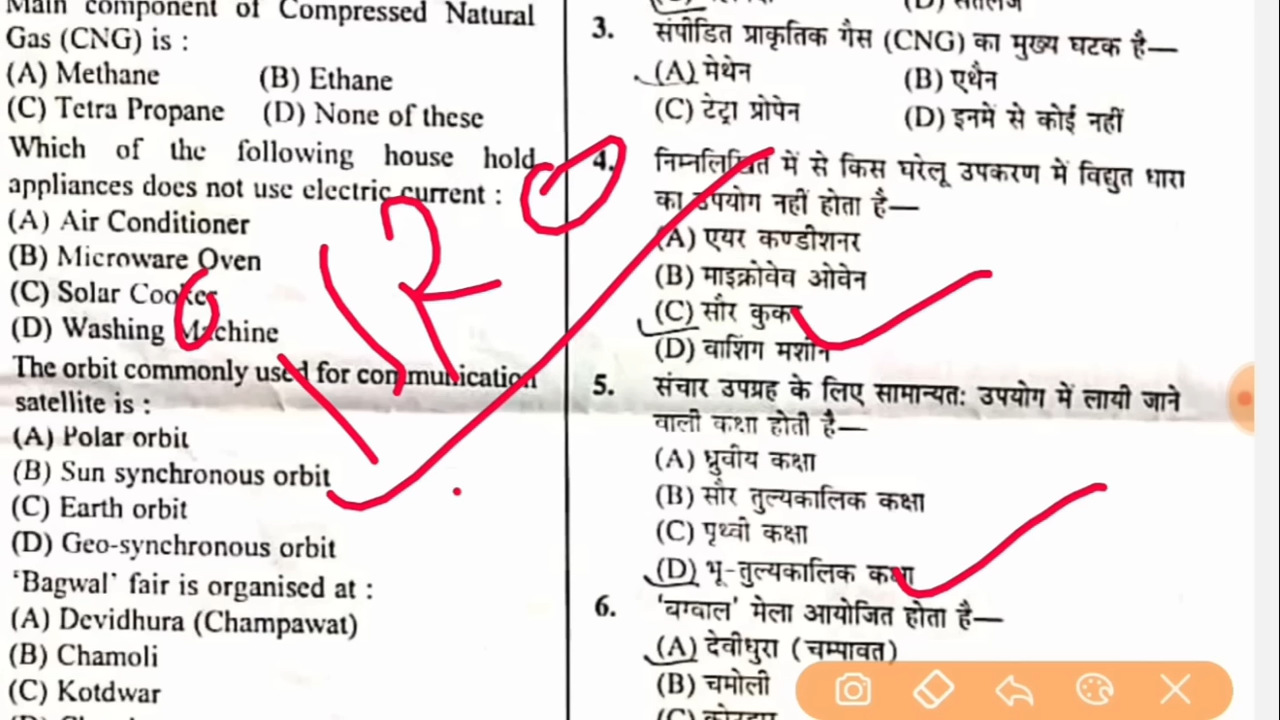 Main component of Compressed Natural
Gas (CNG) is :
(A) Methane (B) Ethane
(C) Tetra Propane (D) None of these
Which of the following house hold
appliances does not use electric current :
(A) Air Conditioner
(B) Microware Oven
(C) Solar Cooker
(D) Washing Machine
The orbit commonly used for communication
satellite is :
(A) Polar orbit
(B) Sun synchronous orbit
(C) Earth orbit
(D) Geo-synchronous orbit
'Bagwal' fair is organised at :
(A) Devidhura (Champawat)
(B) Chamoli
(C) Kotdwar
(D) सतलज
3. संपीडित प्राकृतिक गैस (CNG) का मुख्य घटक है—
(A) मेथेन (B) एथैन
(C) टेट्रा प्रोपेन (D) इनमें से कोई नहीं
4. निम्नलिखित में से किस घरेलू उपकरण में विद्युत धारा
का उपयोग नहीं होता है—
(A) एयर कण्डीशनर
(B) माइक्रोवेव ओवेन
(C) सौर कुकर
(D) वाशिंग मशीन
5. संचार उपग्रह के लिए सामान्यत: उपयोग में लायी जाने
वाली कक्षा होती है—
(A) ध्रुवीय कक्षा
(B) सौर तुल्यकालिक कक्षा
(C) पृथ्वी कक्षा
(D) भू-तुल्यकालिक कक्षा
6. 'बग्वाल' मेला आयोजित होता है—
(A) देवीधुरा (चम्पावत)
(B) चमोली
(C) कोटद्वार